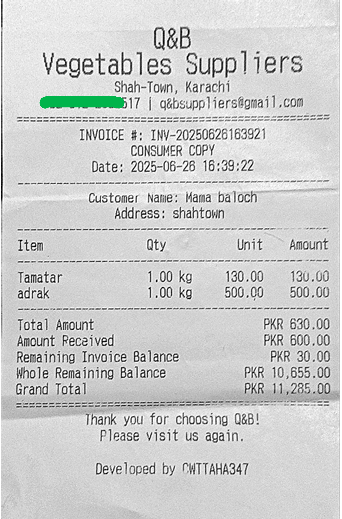 Q&B
Vegetables Suppliers
Shah-Town, Karachi
517 | q&bsuppliers@gmail.com
INVOICE #: INV-20250626163921
CONSUMER COPY
Date: 2025-06-26 16:39:22
Customer Name: Mama baloch
Address: shahtown
Item Qty Unit Amount
Tamatar 1.00 kg 130.00 130.00
adrak 1.00 kg 500.00 500.00
Total Amount PKR 630.00
Amount Received PKR 600.00
Remaining Invoice Balance PKR 30.00
Whole Remaining Balance PKR 10,655.00
Grand Total PKR 11,285.00
Thank you for choosing Q&B!
Please visit us again.
Developed by CWTTAHA347